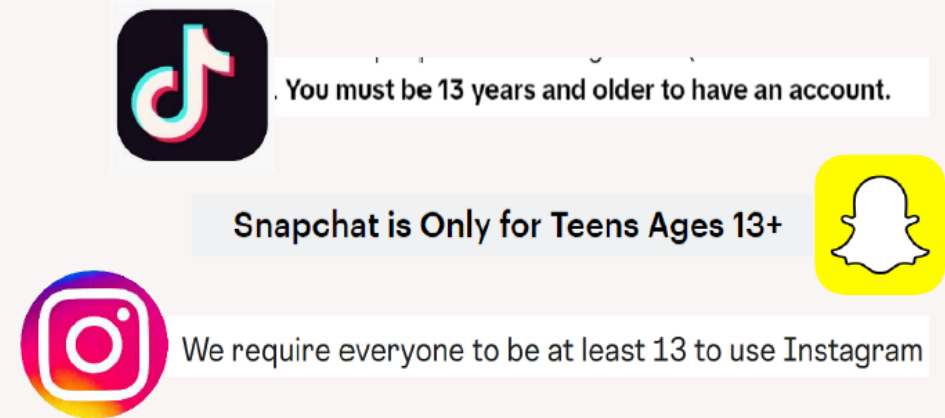 . You must be 13 years and older to have an account.
Snapchat is Only for Teens Ages 13+
We require everyone to be at least 13 to use Instagram